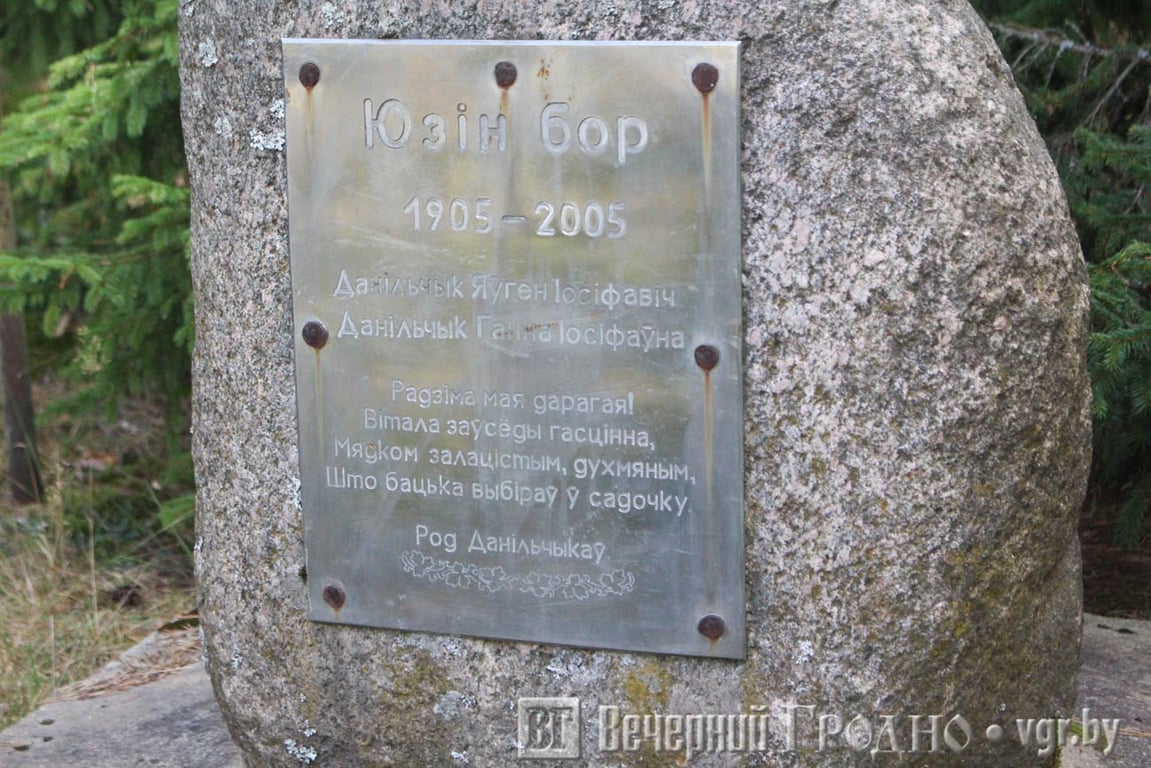 Юзін бор
1905–2005
Данільчык Яўген Іосіфавіч
Данільчык Ганна Іосіфаўна
Радзіма мая дарагая!
Вітала заўсёды гасцінна,
Мядком залацістым, духмяным,
Што бацька выбіраў ў садочку.
Род Данільчыкаў.
ВГ Вечерний Гродно • vgr.by